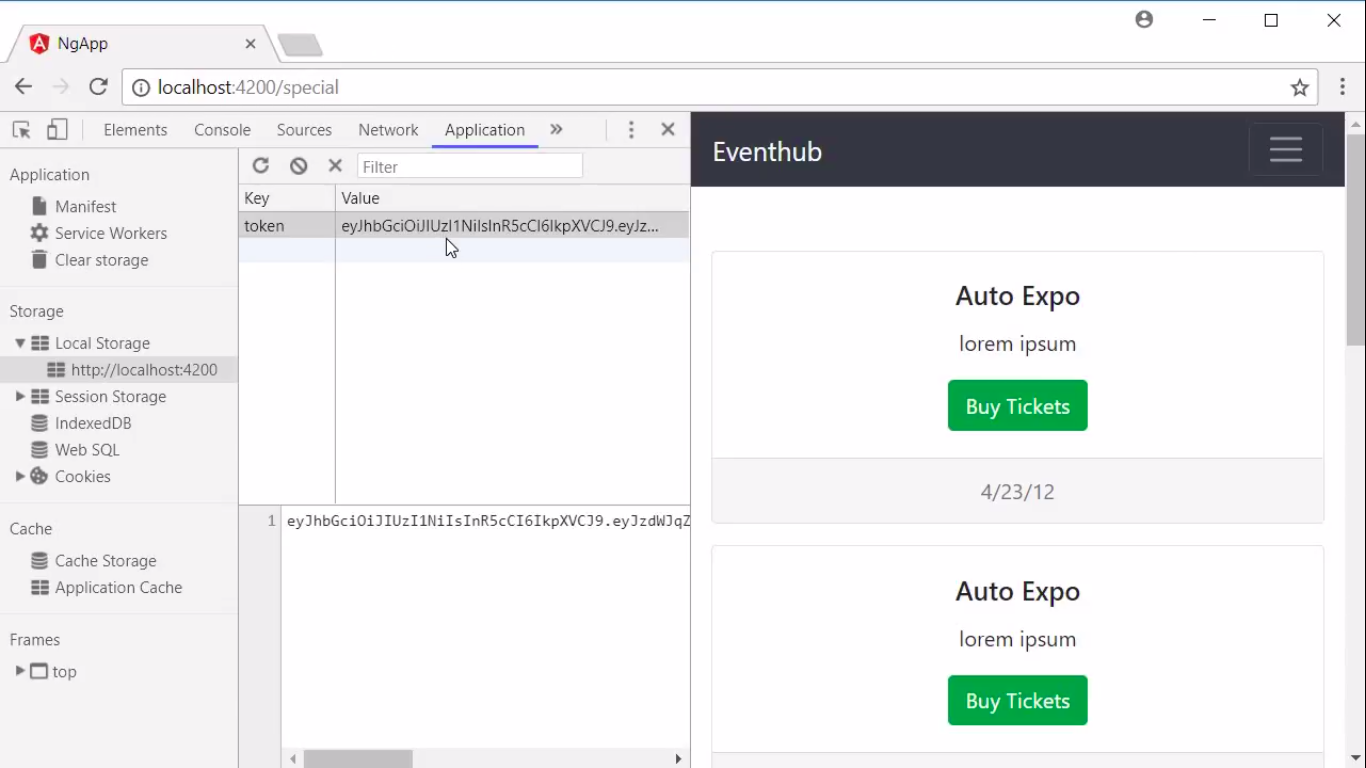 NgApp
localhost:4200/special
Elements Console Sources Network Application »
Application
Manifest
Service Workers
Clear storage
Storage
Local Storage
http://localhost:4200
Session Storage
IndexedDB
Web SQL
Cookies
Cache
Cache Storage
Application Cache
Frames
top
Filter
Key Value
token eyJhbGciOiJIUzI1NiIsInR5cCI6IkpXVCJ9.eyJz...
1 eyJhbGciOiJIUzI1NiIsInR5cCI6IkpXVCJ9.eyJzdWJqZ
Eventhub
Auto Expo
lorem ipsum
Buy Tickets
4/23/12
Auto Expo
lorem ipsum
Buy Tickets